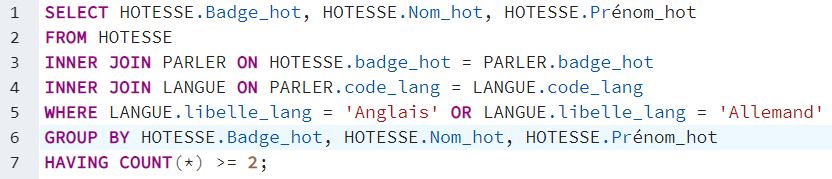 1 SELECT HOTESSE.Badge_hot, HOTESSE.Nom_hot, HOTESSE.Prénom_hot
2 FROM HOTESSE
3 INNER JOIN PARLER ON HOTESSE.badge_hot = PARLER.badge_hot
4 INNER JOIN LANGUE ON PARLER.code_lang = LANGUE.code_lang
5 WHERE LANGUE.libelle_lang = 'Anglais' OR LANGUE.libelle_lang = 'Allemand'
6 GROUP BY HOTESSE.Badge_hot, HOTESSE.Nom_hot, HOTESSE.Prénom_hot
7 HAVING COUNT(*) >= 2;